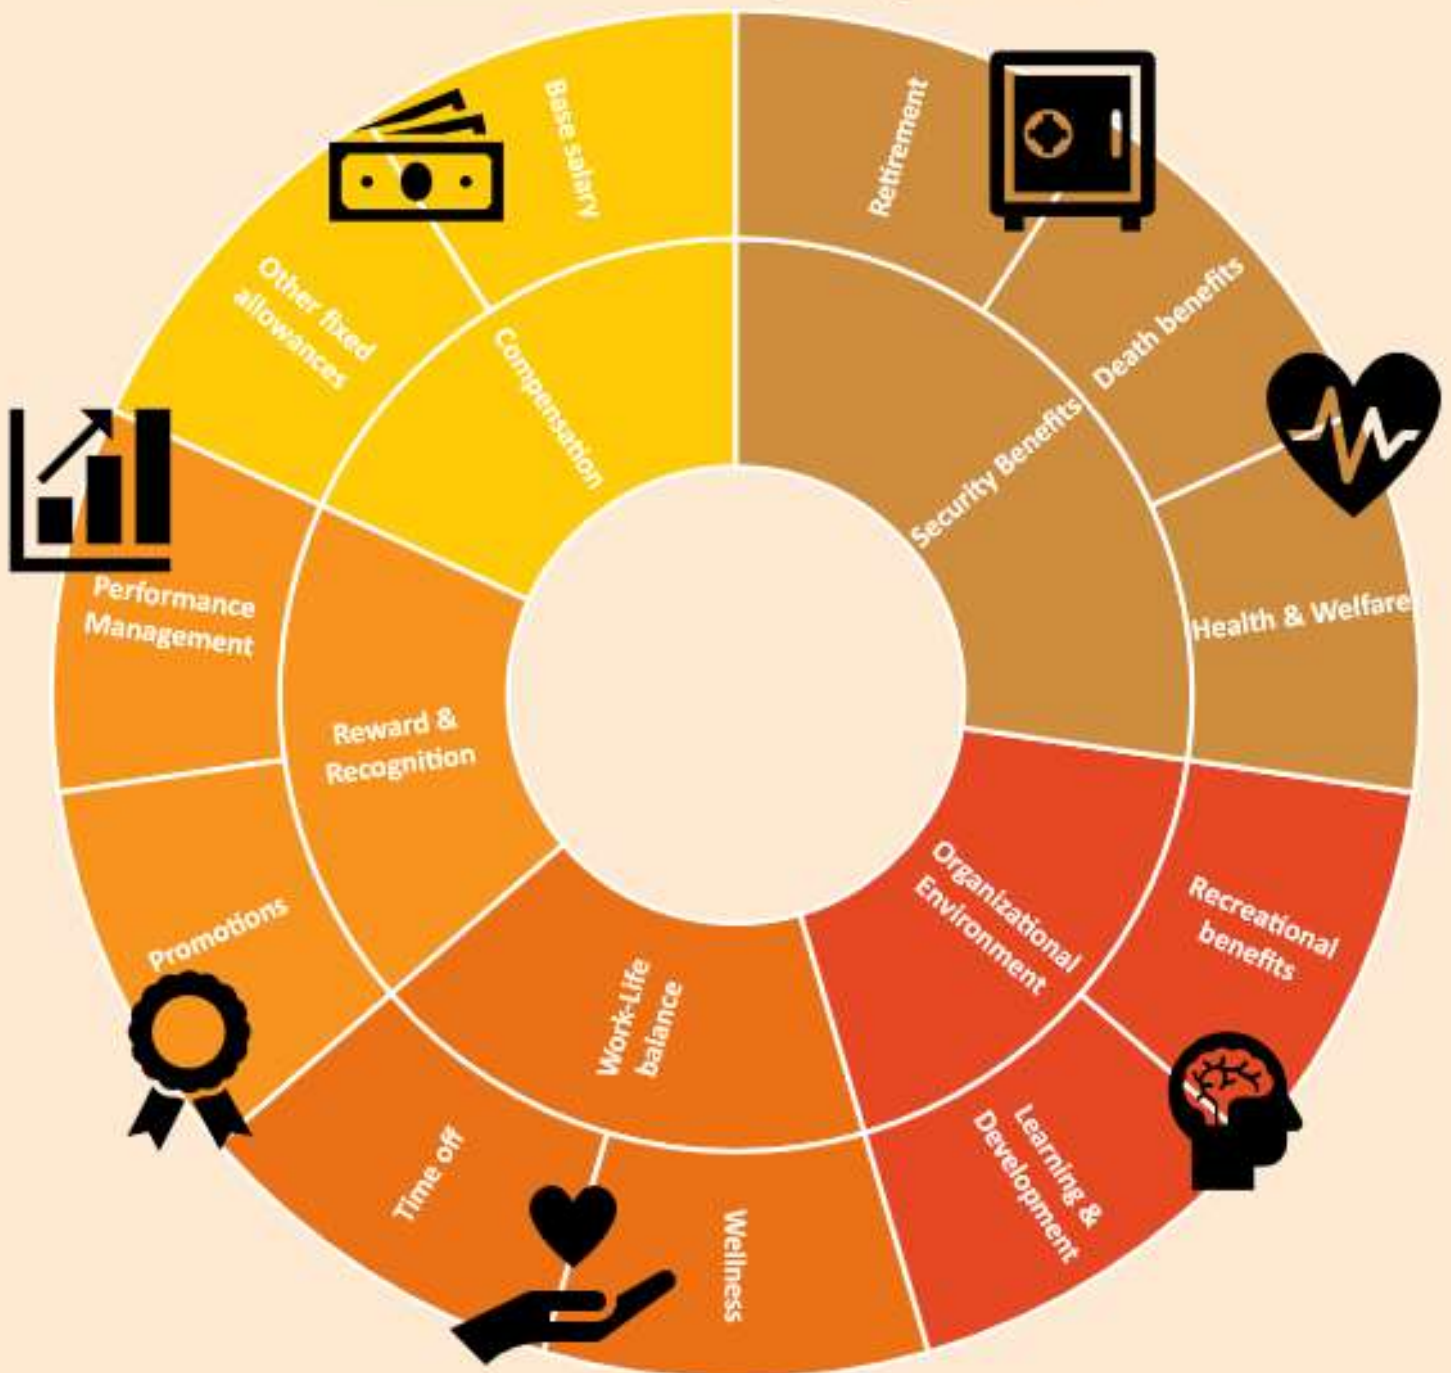 Base salary
Retirement
Other fixed
allowances
Compensation
Death benefits
Security Benefits
Performance
Management
Health & Welfare
Reward &
Recognition
Organizational
Environment
Recreational
benefits
Promotions
Work-Life
balance
Time off
Wellness
Learning &
Development